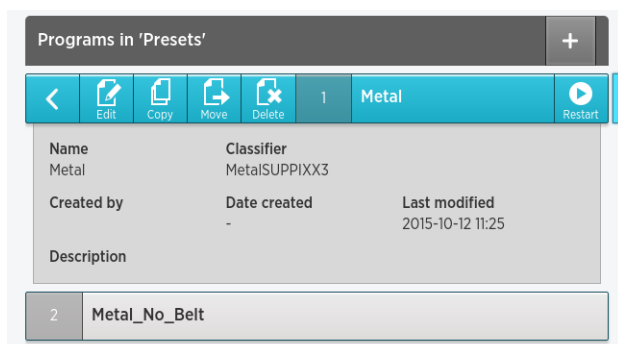 Programs in 'Presets'
Edit Copy Move Delete 1 Metal Restart
Name Classifier
Metal MetalSUPPIXX3
Created by Date created Last modified
- 2015-10-12 11:25
Description
2 Metal_No_Belt